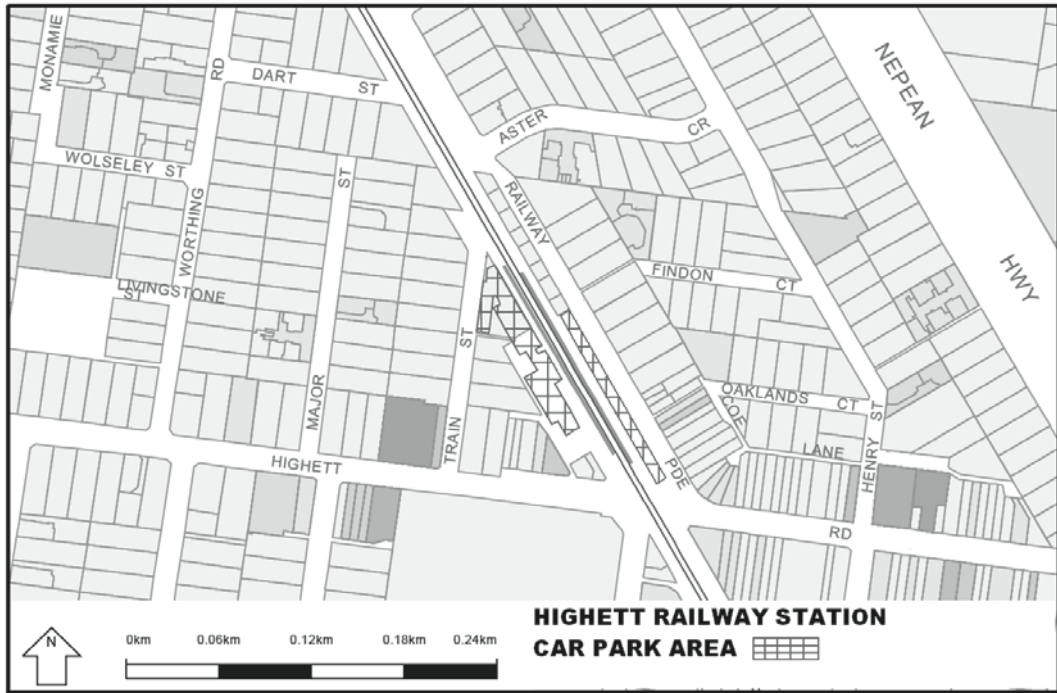 MONAMIE
RD
DART ST
NEPEAN
HWY
ASTER CR
WOLSEY ST
RAILWAY
PDE
WORTHING
ST
LIVINGSTONE
ST
FINDON CT
MAJOR
TRAIN
ST
OAKLANDS CT
COE
LANE
HENRY ST
HIGHETT
RD
N
0km 0.06km 0.12km 0.18km 0.24km
HIGHETT RAILWAY STATION
CAR PARK AREA